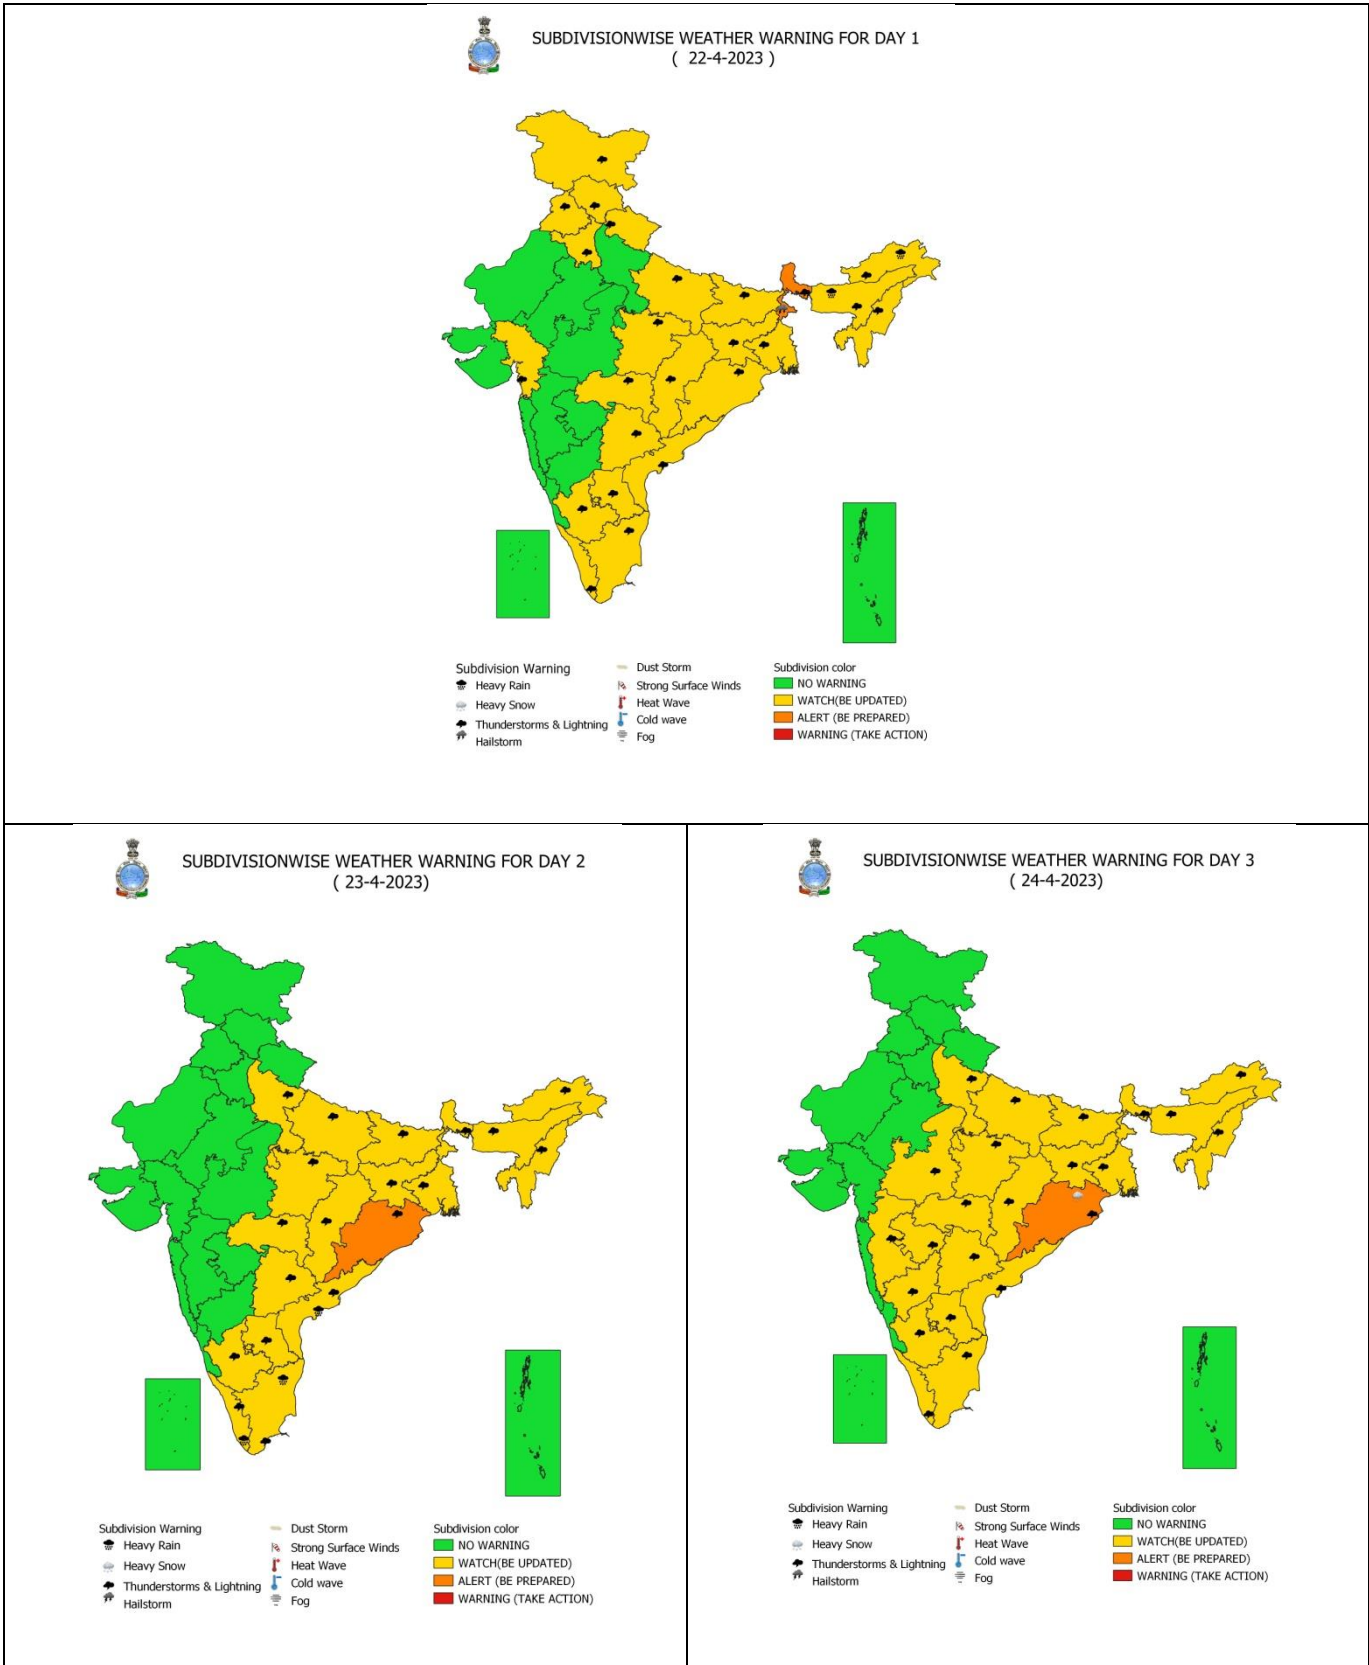 SUBDIVISIONWISE WEATHER WARNING FOR DAY 1
( 22-4-2023 )
Subdivision Warning
Heavy Rain
Heavy Snow
Thunderstorms & Lightning
Hailstorm
Dust Storm
Strong Surface Winds
Heat Wave
Cold wave
Fog
Subdivision color
NO WARNING
WATCH(BE UPDATED)
ALERT (BE PREPARED)
WARNING (TAKE ACTION)
SUBDIVISIONWISE WEATHER WARNING FOR DAY 2
( 23-4-2023)
Subdivision Warning
Heavy Rain
Heavy Snow
Thunderstorms & Lightning
Hailstorm
Dust Storm
Strong Surface Winds
Heat Wave
Cold wave
Fog
Subdivision color
NO WARNING
WATCH(BE UPDATED)
ALERT (BE PREPARED)
WARNING (TAKE ACTION)
SUBDIVISIONWISE WEATHER WARNING FOR DAY 3
( 24-4-2023)
Subdivision Warning
Heavy Rain
Heavy Snow
Thunderstorms & Lightning
Hailstorm
Dust Storm
Strong Surface Winds
Heat Wave
Cold wave
Fog
Subdivision color
NO WARNING
WATCH(BE UPDATED)
ALERT (BE PREPARED)
WARNING (TAKE ACTION)